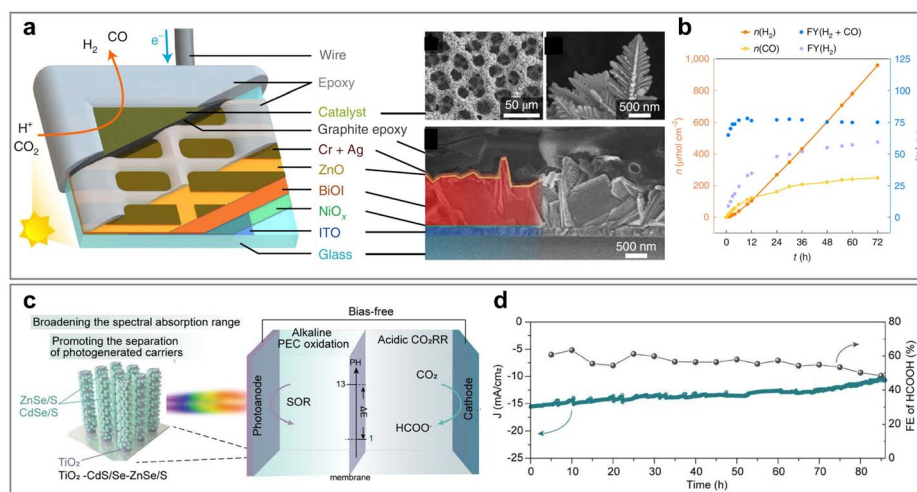 a
H₂
CO
e⁻
H⁺
CO₂
Wire
Epoxy
Catalyst
Graphite epoxy
Cr + Ag
ZnO
BiOI
NiOₓ
ITO
Glass
50 μm
500 nm
500 nm
b
n(H₂)
FY(H₂ + CO)
n(CO)
FY(H₂)
n (μmol cm⁻²)
1,000
800
600
400
200
0
125
100
75
50
25
0
0
12
24
36
48
60
72
t (h)
c
Broadening the spectral absorption range
Promoting the separation
of photogenerated carriers
ZnSe/S
CdSe/S
TiO₂
TiO₂ -CdS/Se-ZnSe/S
Bias-free
Alkaline
PEC oxidation
Acidic CO₂RR
Photoanode
SOR
PH
13
ΔE
1
membrane
CO₂
HCOO⁻
Cathode
d
J (mA/cm₂)
0
-5
-10
-15
-20
-25
80
60
40
20
0
FE of HCOOH (%)
0
10
20
30
40
50
60
70
80
Time (h)